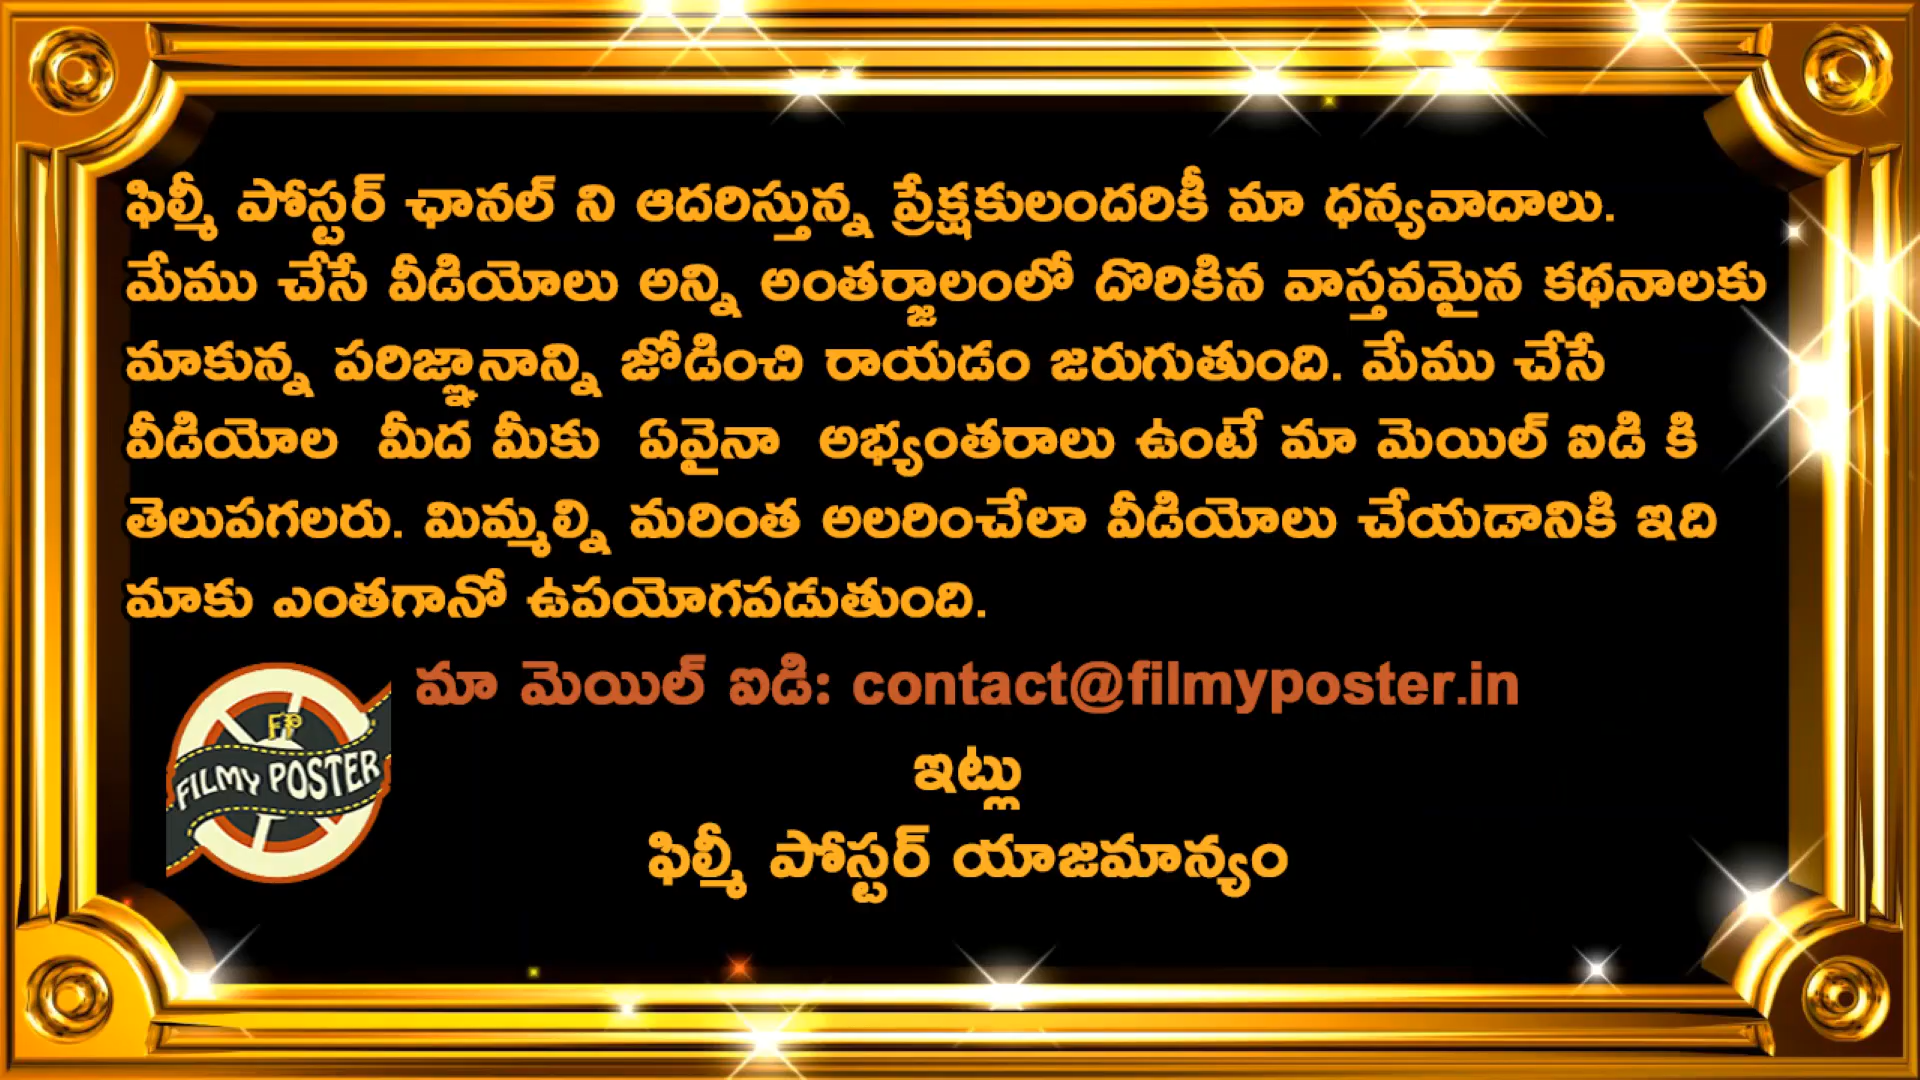 ఫిల్మీ పోస్టర్ ఛానల్ ని ఆదరిస్తున్న ప్రేక్షకులందరికీ మా ధన్యవాదాలు.
మేము చేసే వీడియోలు అన్ని అంతర్జాలంలో దొరికిన వాస్తవమైన కథనాలకు
మాకున్న పరిజ్ఞానాన్ని జోడించి రాయడం జరుగుతుంది. మేము చేసే
వీడియోల మీద మీకు ఏవైనా అభ్యంతరాలు ఉంటే మా మెయిల్ ఐడి కి
తెలుపగలరు. మిమ్మల్ని మరింత అలరించేలా వీడియోలు చేయడానికి ఇది
మాకు ఎంతగానో ఉపయోగపడుతుంది.
మా మెయిల్ ఐడి: contact@filmyposter.in
FP
FILMY POSTER
ఇట్లు
ఫిల్మీ పోస్టర్ యాజమాన్యం